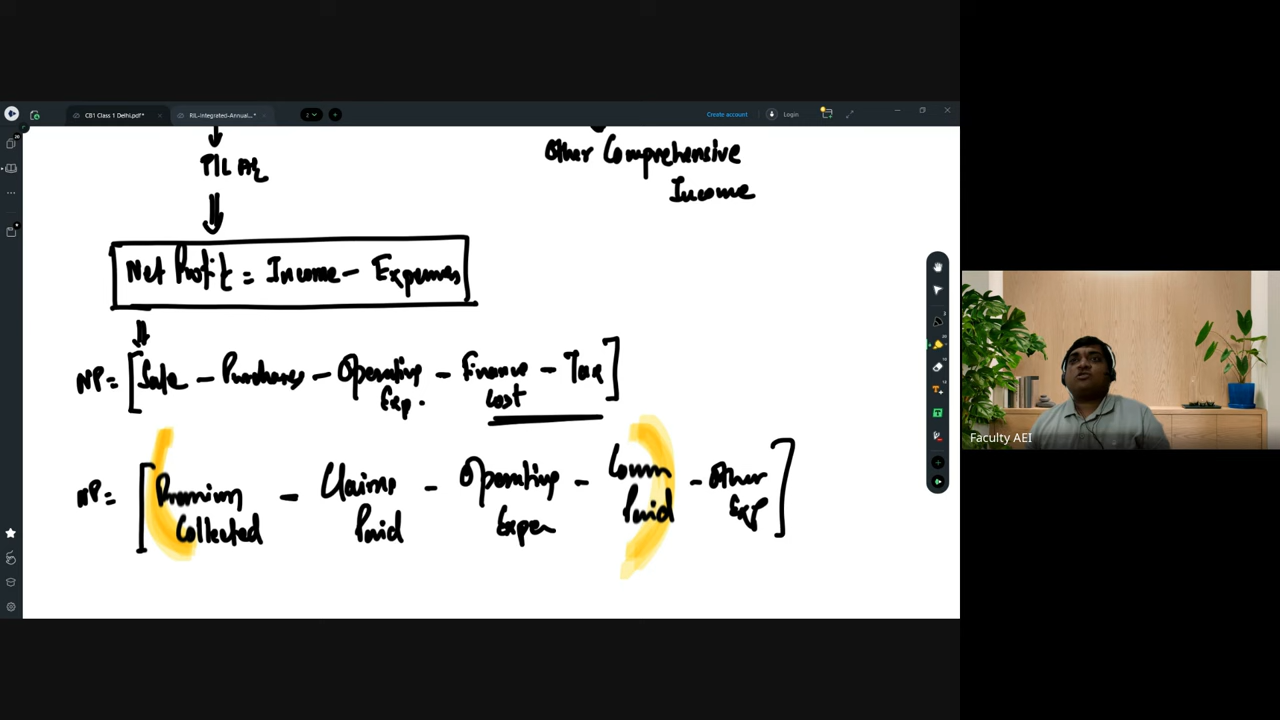 CB1 Class 1 Delhi.pdf*
RIL-Integrated-Annual...*
2
Create account
Login
P/L A/c
Other Comprehensive
Income
Net Profit = Income - Expenses
NP = [Sale - Purchases - Operating Exp. - Finance Cost - Tax]
NP = [Premium Collected - Claims Paid - Operating Expen - Comm Paid - Other Exp]
Faculty AEI